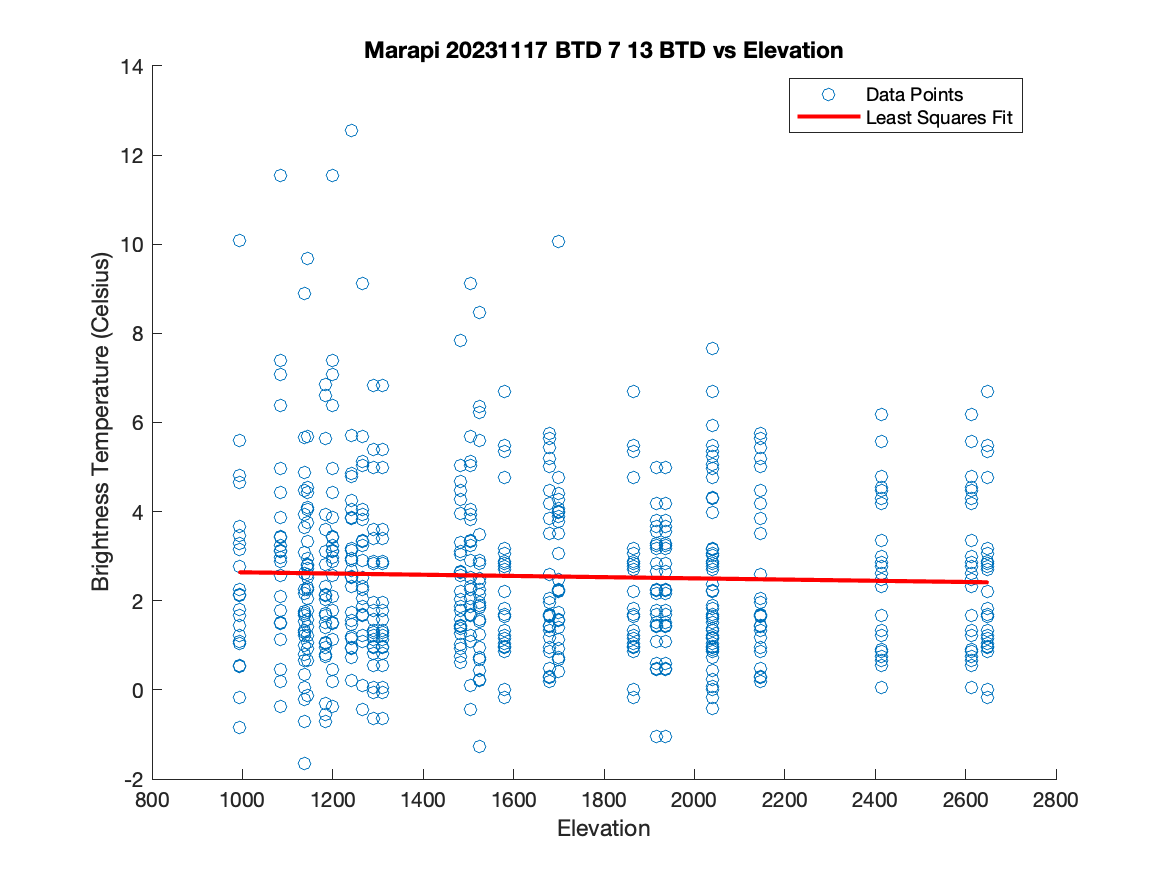 Marapi 20231117 BTD 7 13 BTD vs Elevation
Data Points
Least Squares Fit
Brightness Temperature (Celsius)
14
12
10
8
6
4
2
0
-2
800 1000 1200 1400 1600 1800 2000 2200 2400 2600 2800
Elevation